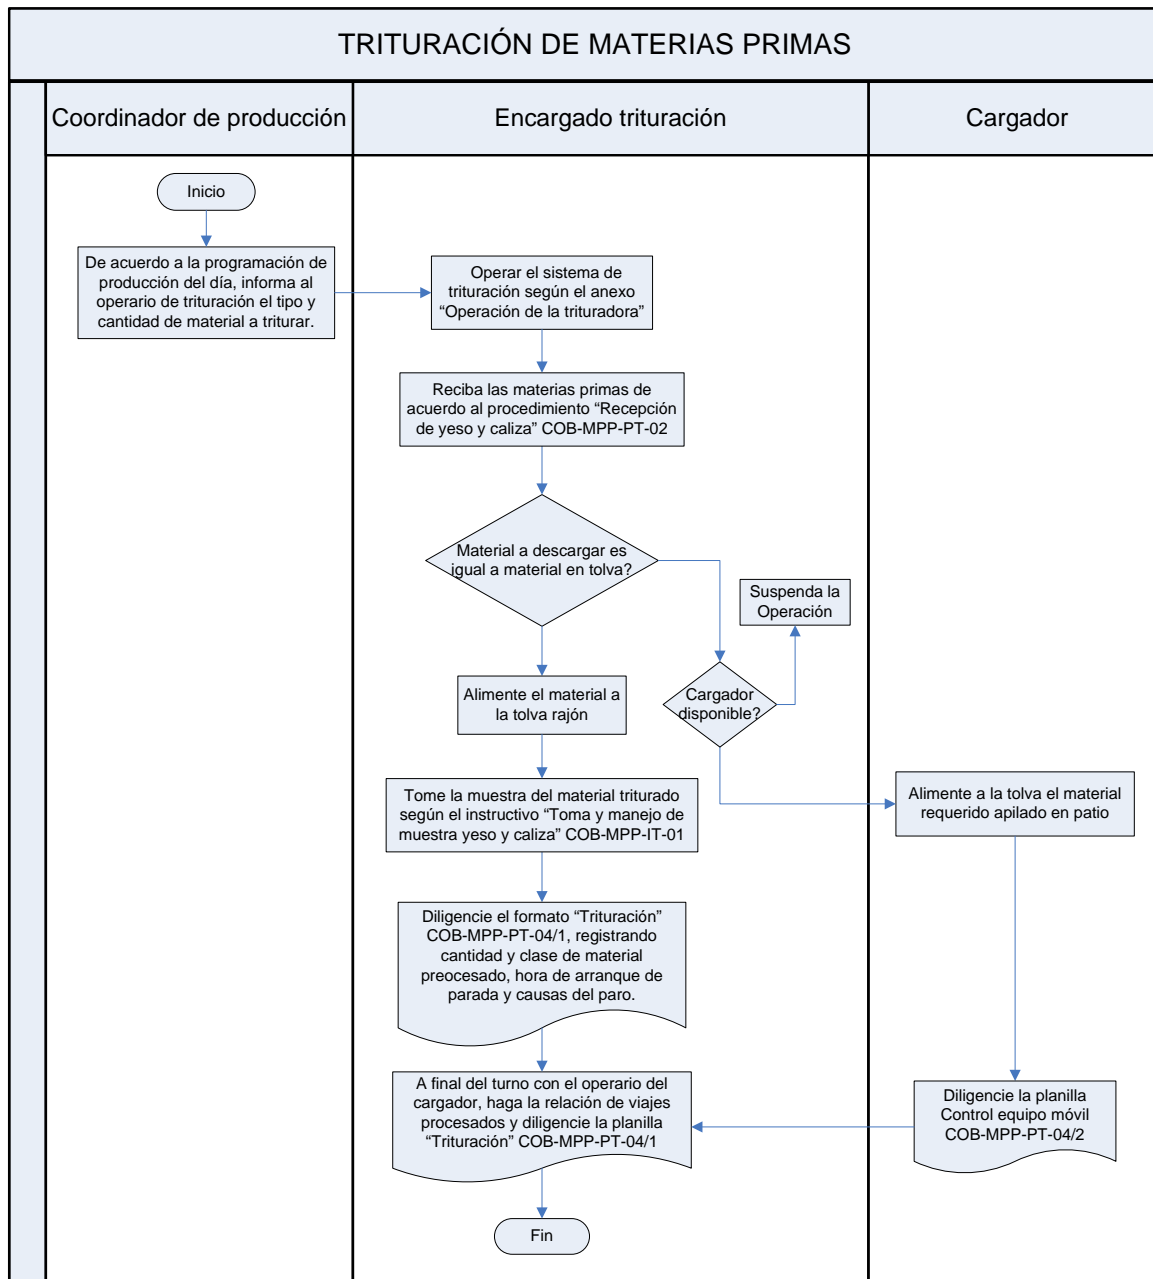 TRITURACIÓN DE MATERIAS PRIMAS
Coordinador de producción
Encargado trituración
Cargador
Inicio
De acuerdo a la programación de
producción del día, informa al
operario de trituración el tipo y
cantidad de material a triturar.
Operar el sistema de
trituración según el anexo
“Operación de la trituradora”
Reciba las materias primas de
acuerdo al procedimiento “Recepción
de yeso y caliza” COB-MPP-PT-02
Material a descargar es
igual a material en tolva?
Suspenda la
Operación
Alimente el material a
la tolva rajón
Cargador
disponible?
Tome la muestra del material triturado
según el instructivo “Toma y manejo de
muestra yeso y caliza” COB-MPP-IT-01
Alimente a la tolva el material
requerido apilado en patio
Diligencie el formato “Trituración”
COB-MPP-PT-04/1, registrando
cantidad y clase de material
preocesado, hora de arranque de
parada y causas del paro.
A final del turno con el operario del
cargador, haga la relación de viajes
procesados y diligencie la planilla
“Trituración” COB-MPP-PT-04/1
Diligencie la planilla
Control equipo móvil
COB-MPP-PT-04/2
Fin